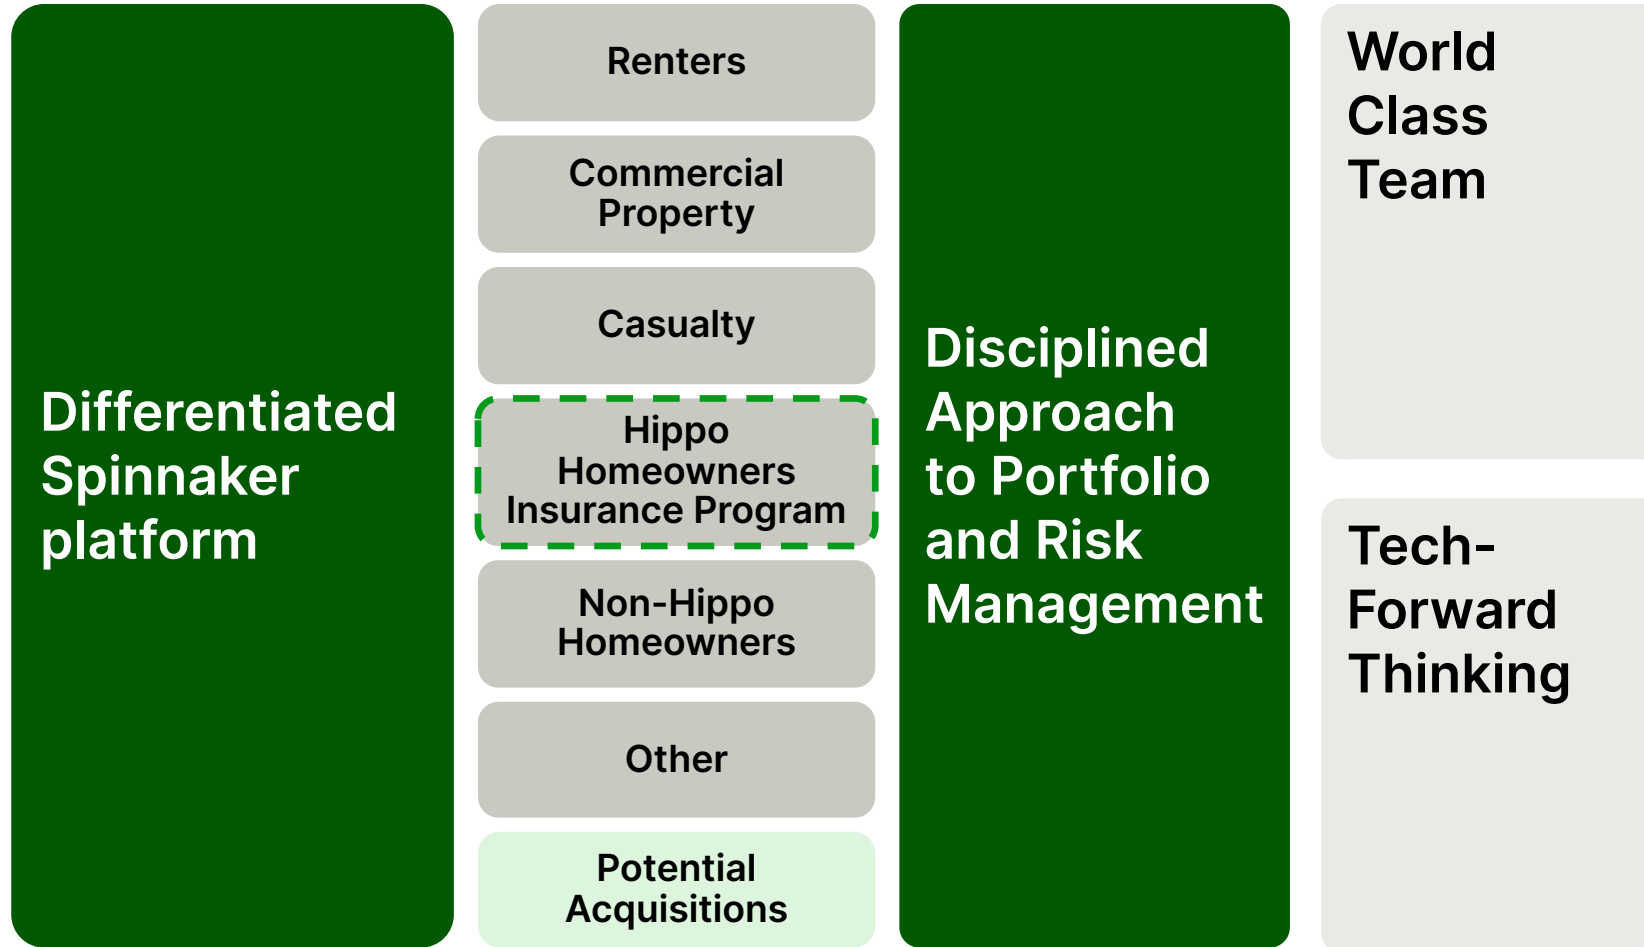 Differentiated
Spinnaker
platform
Renters
Commercial
Property
Casualty
Hippo
Homeowners
Insurance Program
Non-Hippo
Homeowners
Other
Potential
Acquisitions
Disciplined
Approach
to Portfolio
and Risk
Management
World
Class
Team
Tech-
Forward
Thinking